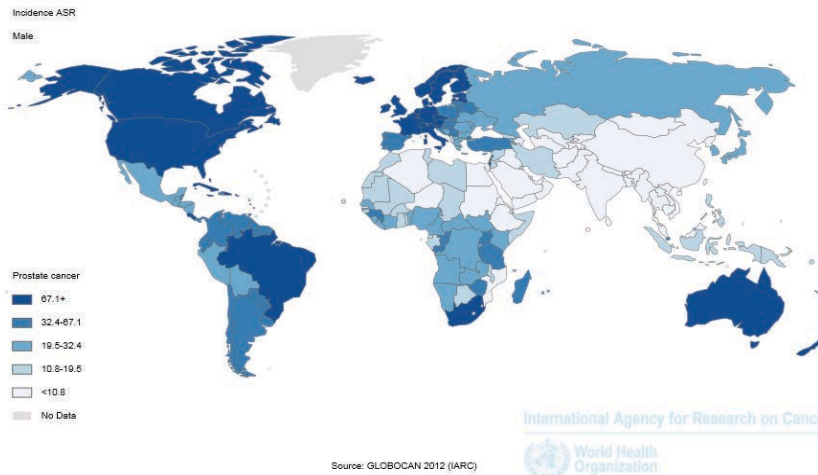 Incidence ASR
Male
Prostate cancer
67.1+
32.4-67.1
19.5-32.4
10.8-19.5
<10.8
No Data
International Agency for Research on Canc
World Health
Organization
Source: GLOBOCAN 2012 (IARC)